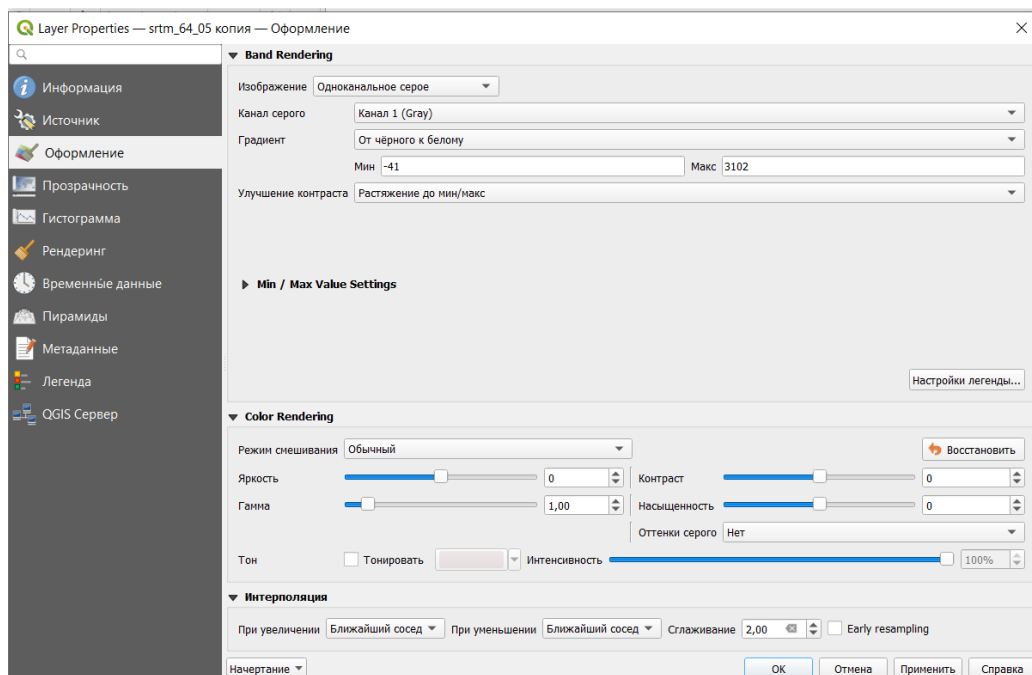 Layer Properties — srtm_64_05 копия — Оформление
Информация
Источник
Оформление
Прозрачность
Гистограмма
Рендеринг
Временны́е данные
Пирамиды
Метаданные
Легенда
QGIS Сервер
Band Rendering
Изображение Одноканальное серое
Канал серого Канал 1 (Gray)
Градиент От чёрного к белому
Мин -41 Макс 3102
Улучшение контраста Растяжение до мин/макс
Min / Max Value Settings
Настройки легенды...
Color Rendering
Режим смешивания Обычный Восстановить
Яркость 0 Контраст 0
Гамма 1,00 Насыщенность 0
Оттенки серого Нет
Тон Тонировать Интенсивность 100%
Интерполяция
При увеличении Ближайший сосед При уменьшении Ближайший сосед Сглаживание 2,00 Early resampling
Начертание OK Отмена Применить Справка